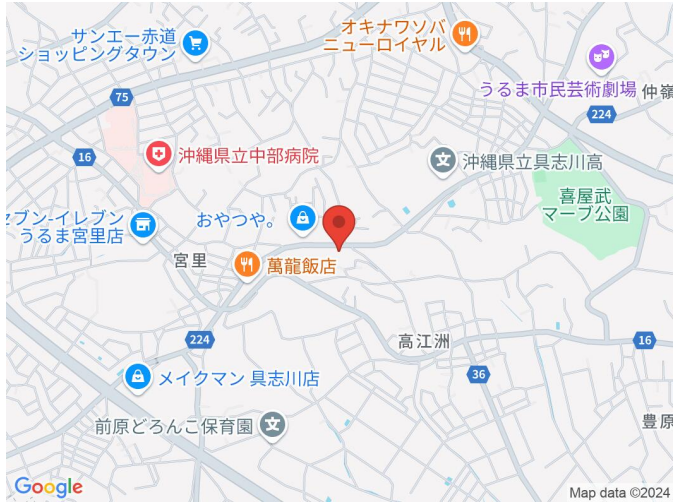 サンエー赤道
ショッピングタウン
オキナワソバ
ニューロイヤル
うるま市民芸術劇場
仲嶺
75
224
16
沖縄県立中部病院
沖縄県立具志川高
喜屋武
マーブ公園
セブン-イレブン
うるま宮里店
おやつや。
宮里
萬龍飯店
224
高江洲
16
36
メイクマン 具志川店
前原どろんこ保育園
豊原
Google
Map data ©2024